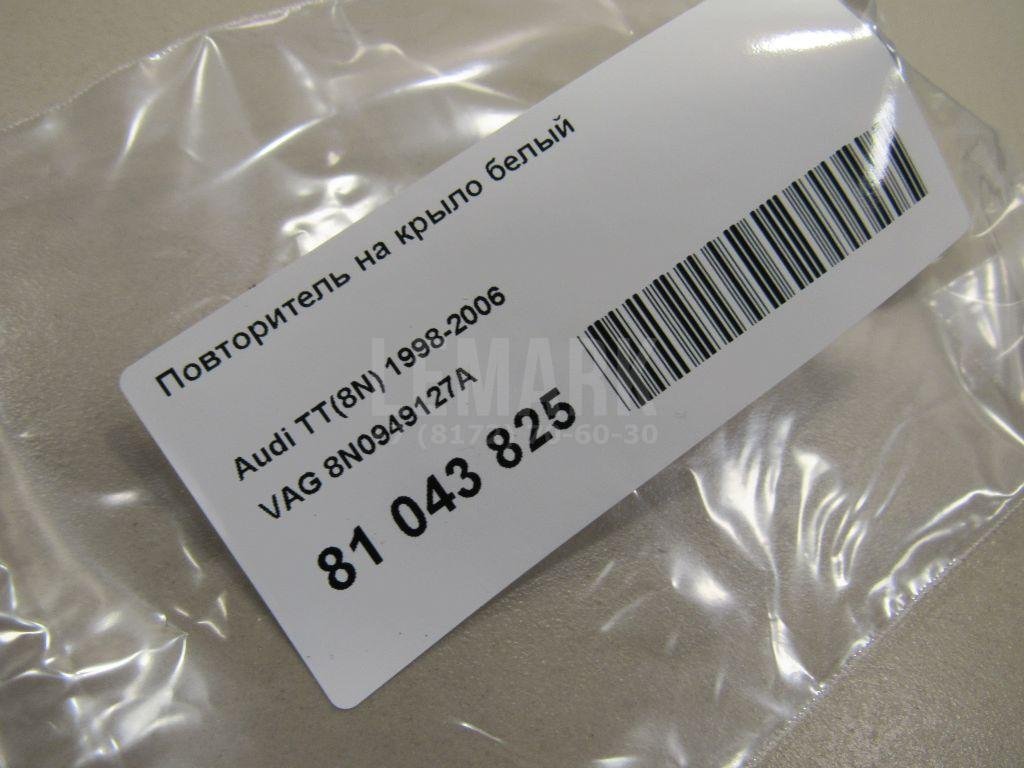 Повторитель на крыло белый
Audi TT(8N) 1998-2006
VAG 8N0949127A
81 043 825